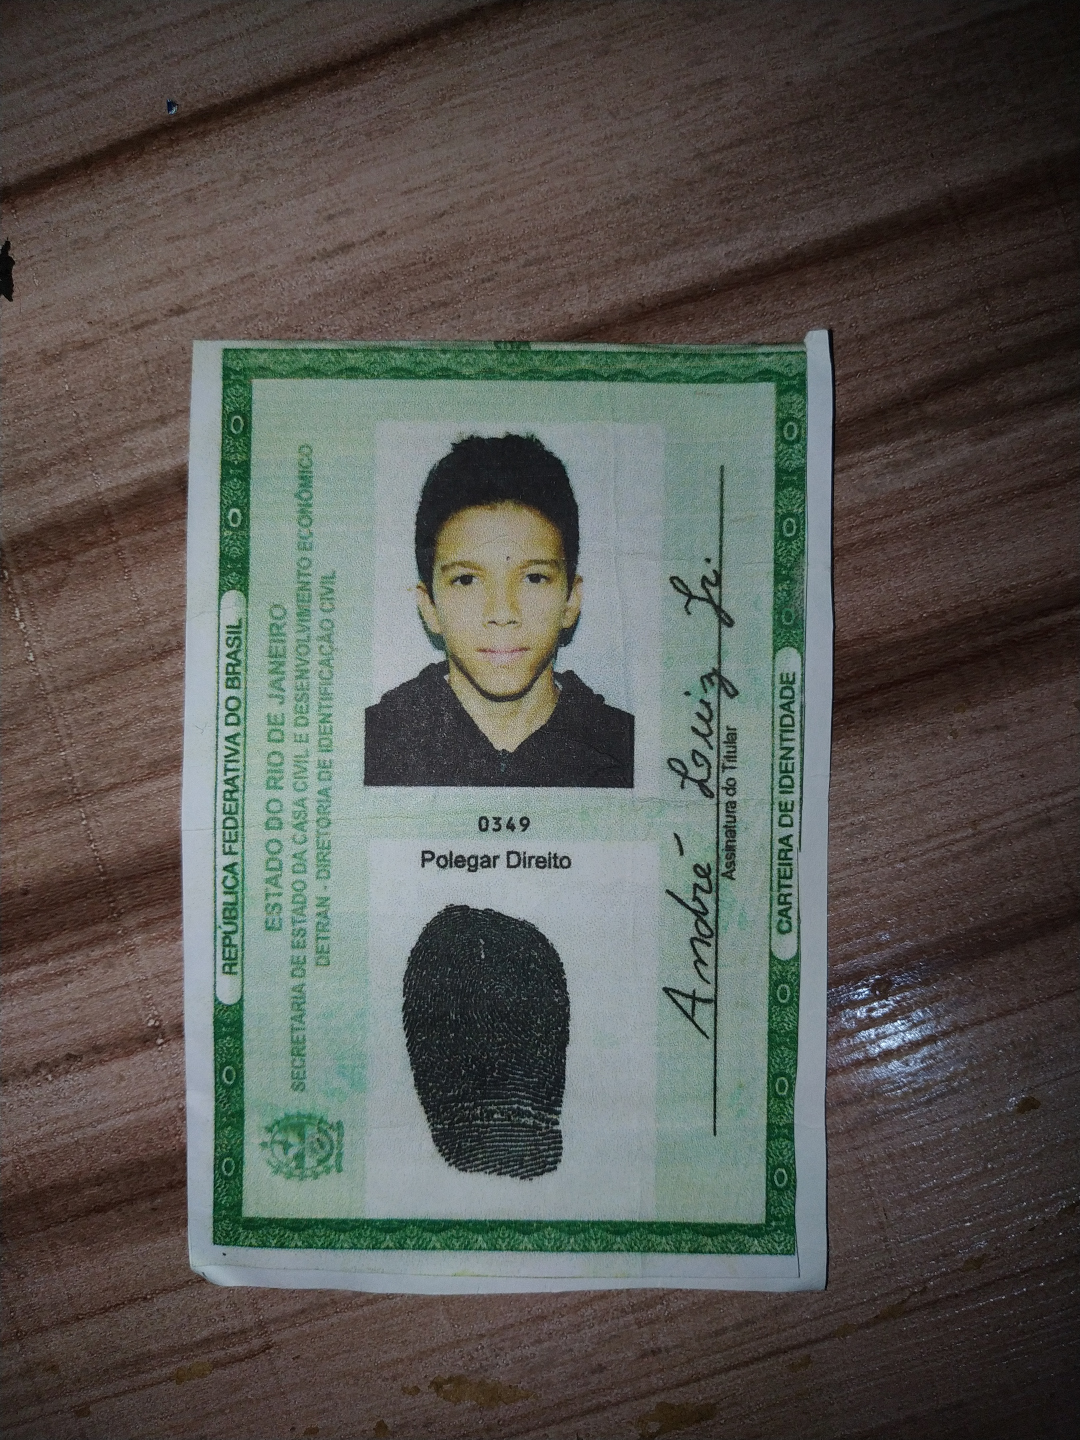 REPÚBLICA FEDERATIVA DO BRASIL
ESTADO DO RIO DE JANEIRO
SECRETARIA DE ESTADO DA CASA CIVIL E DESENVOLVIMENTO ECONÔMICO
DETRAN - DIRETORIA DE IDENTIFICAÇÃO CIVIL
0349
Polegar Direito
André Luiz Jr.
Assinatura do Titular
CARTEIRA DE IDENTIDADE